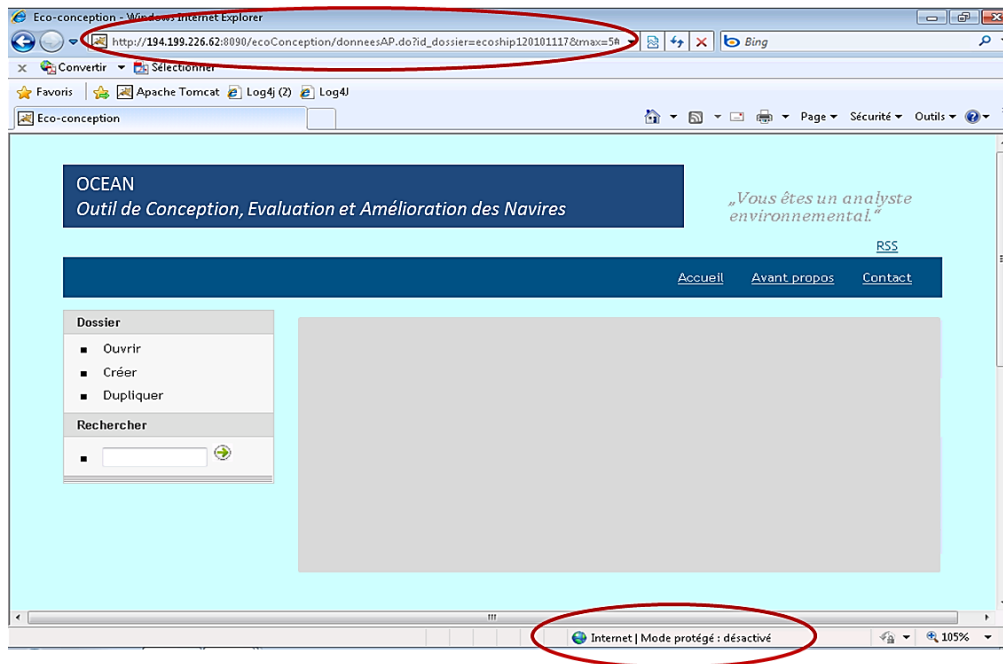 Eco-conception - Windows Internet Explorer
http://194.199.226.62:8090/ecoConception/donneesAP.do?id_dossier=ecoship120101117&max=5#
Bing
x Convertir Sélectionner
Favoris Apache Tomcat Log4j (2) Log4J
Eco-conception
Page Sécurité Outils
OCEAN
Outil de Conception, Evaluation et Amélioration des Navires
„Vous êtes un analyste
environnemental.“
RSS
Accueil Avant propos Contact
Dossier
Ouvrir
Créer
Dupliquer
Rechercher
Internet | Mode protégé : désactivé
105%